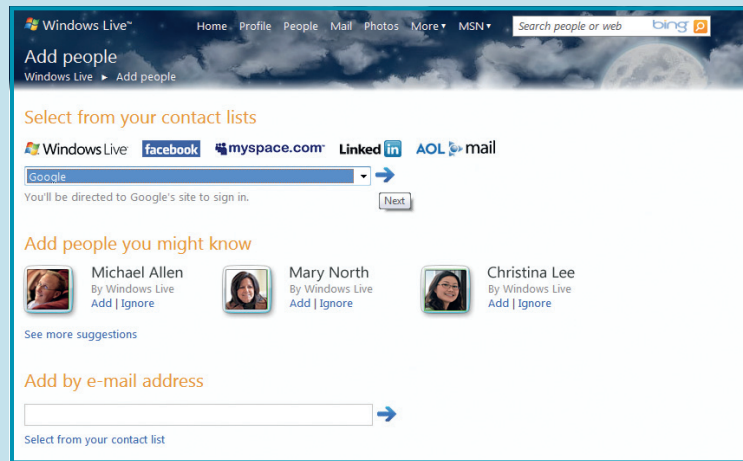 Windows Live™ Home Profile People Mail Photos More ▾ MSN ▾ Search people or web bing
Add people
Windows Live ▸ Add people
Select from your contact lists
Windows Live facebook myspace.com Linked in AOL mail
Google
You'll be directed to Google's site to sign in.
Next
Add people you might know
Michael Allen Mary North Christina Lee
By Windows Live By Windows Live By Windows Live
Add | Ignore Add | Ignore Add | Ignore
See more suggestions
Add by e-mail address
Select from your contact list